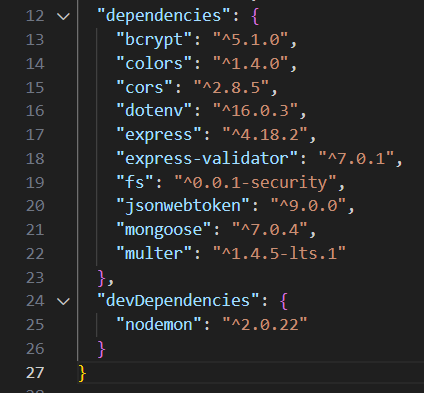 12 "dependencies": {
13 "bcrypt": "^5.1.0",
14 "colors": "^1.4.0",
15 "cors": "^2.8.5",
16 "dotenv": "^16.0.3",
17 "express": "^4.18.2",
18 "express-validator": "^7.0.1",
19 "fs": "^0.0.1-security",
20 "jsonwebtoken": "^9.0.0",
21 "mongoose": "^7.0.4",
22 "multer": "^1.4.5-lts.1"
23 },
24 "devDependencies": {
25 "nodemon": "^2.0.22"
26 }
27 }